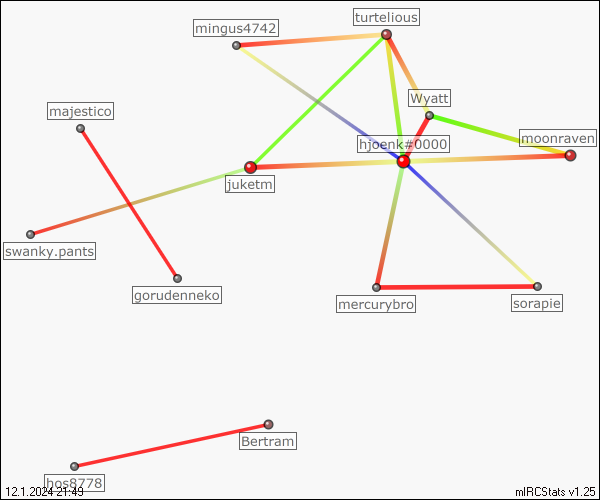 turtelious
mingus4742
Wyatt
majestico
moonraven
hjoenk#0000
juketm
swanky.pants
gorudenneko
mercurybro
sorapie
Bertram
hos8778
12.1.2024 21:49
mIRCStats v1.25